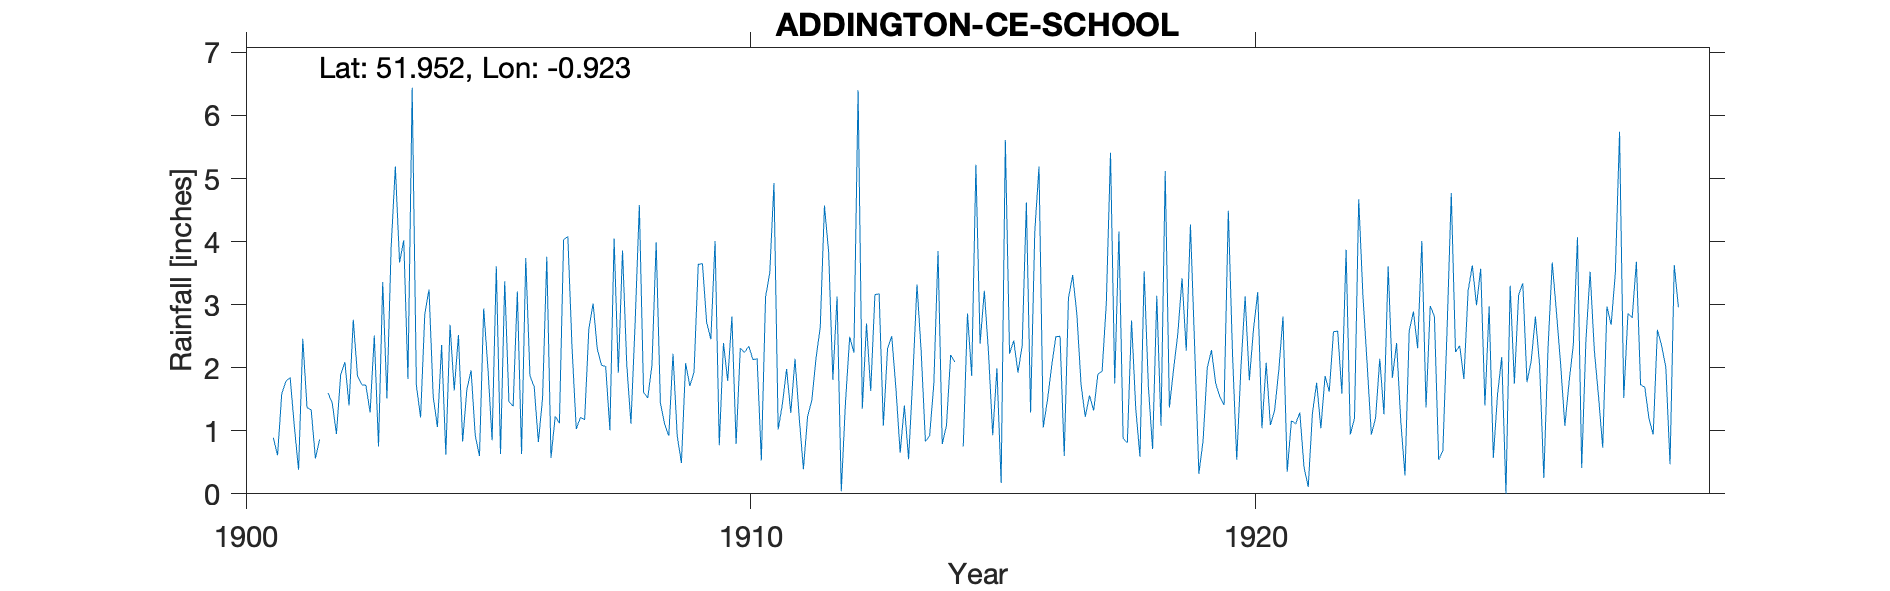 ADDINGTON-CE-SCHOOL
Lat: 51.952, Lon: -0.923
7
6
5
4
3
2
1
0
Rainfall [inches]
1900 1910 1920
Year